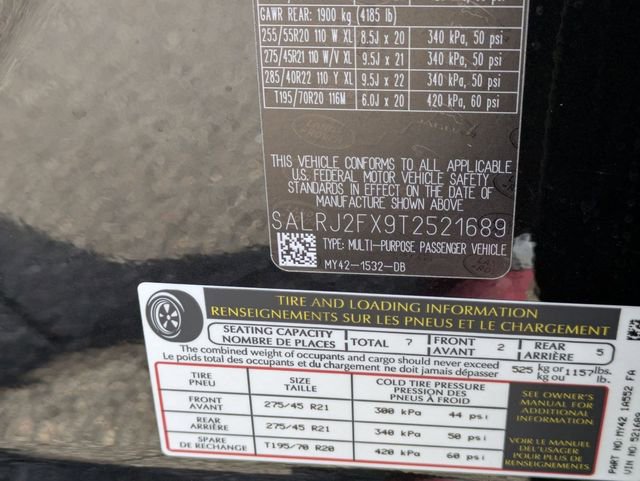 GAWR REAR: 1900 kg (4185 lb)
255/55R20 110 W XL 8.5J x 20 340 kPa, 50 psi
275/45R21 110 W/V XL 9.5J x 21 340 kPa, 50 psi
285/40R22 110 Y XL 9.5J x 22 340 kPa, 50 psi
T195/70R20 116M 6.0J x 20 420 kPa, 60 psi
THIS VEHICLE CONFORMS TO ALL APPLICABLE
U.S. FEDERAL MOTOR VEHICLE SAFETY
STANDARDS IN EFFECT ON THE DATE OF
MANUFACTURE SHOWN ABOVE
SALRJ2FX9T2521689
TYPE: MULTI-PURPOSE PASSENGER VEHICLE
MY42-1532-DB
TIRE AND LOADING INFORMATION
RENSEIGNEMENTS SUR LES PNEUS ET LE CHARGEMENT
SEATING CAPACITY
NOMBRE DE PLACES
TOTAL 7
FRONT
AVANT 2
REAR
ARRIÈRE 5
The combined weight of occupants and cargo should never exceed
Le poids total des occupants et du chargement ne doit jamais dépasser
525 kg or 1157 lbs.
kg ou lb.
TIRE
PNEU
SIZE
TAILLE
COLD TIRE PRESSURE
PRESSION DES
PNEUS À FROID
FRONT
AVANT
275/45 R21 300 kPa 44 psi
REAR
ARRIÈRE
275/45 R21 340 kPa 50 psi
SPARE
DE RECHANGE
T195/70 R20 420 kPa 60 psi
SEE OWNER'S
MANUAL FOR
ADDITIONAL
INFORMATION
VOIR LE MANUEL
DE L'USAGER
POUR PLUS DE
RENSEIGNEMENTS
PART NO: MY42 1A552 FA
VIN NO: